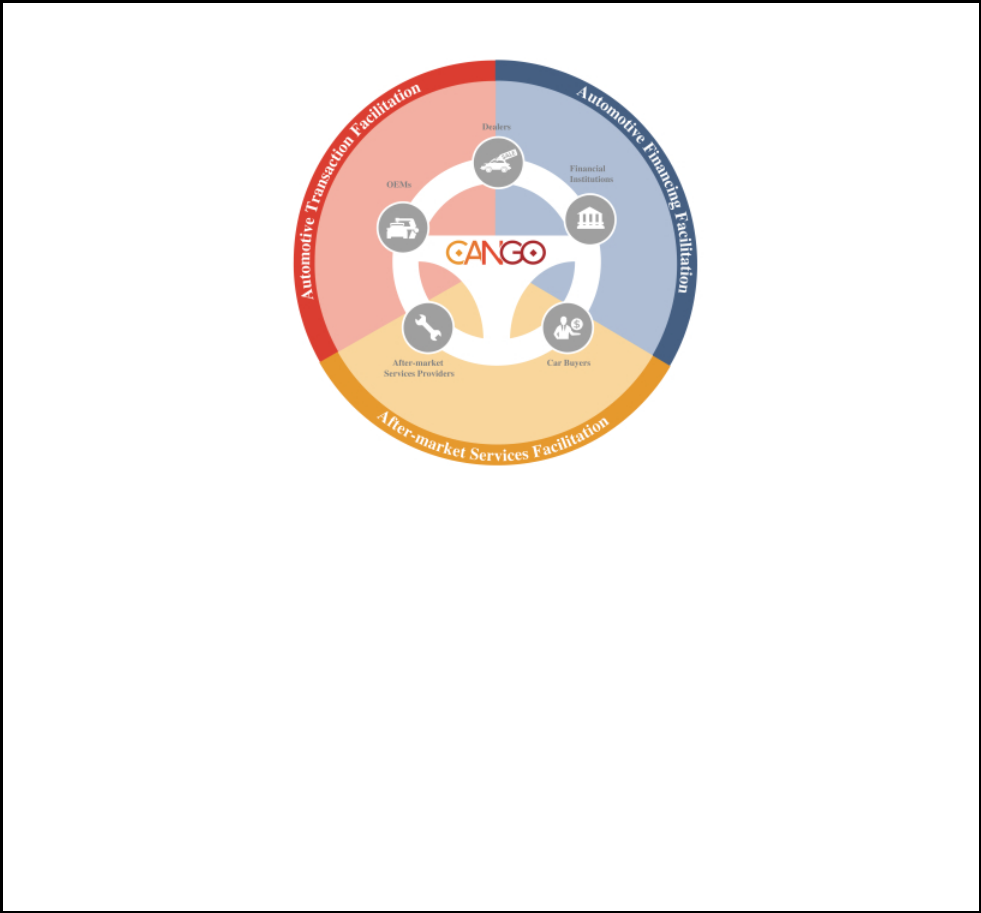 Automotive Transaction Facilitation
Automotive Financing Facilitation
Dealers
SALE
Financial
Institutions
OEMs
CANGO
$
After-market
Services Providers
Car Buyers
After-market Services Facilitation